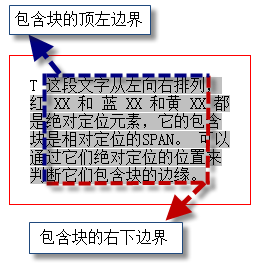 包含块的顶左边界
T 这段文字从左向右排列,
红 XX 和 蓝 XX 和黄 XX 都
是绝对定位元素，它的包含
块是相对定位的SPAN。 可以
通过它们绝对定位的位置来
判断它们包含块的边缘。
包含块的右下边界